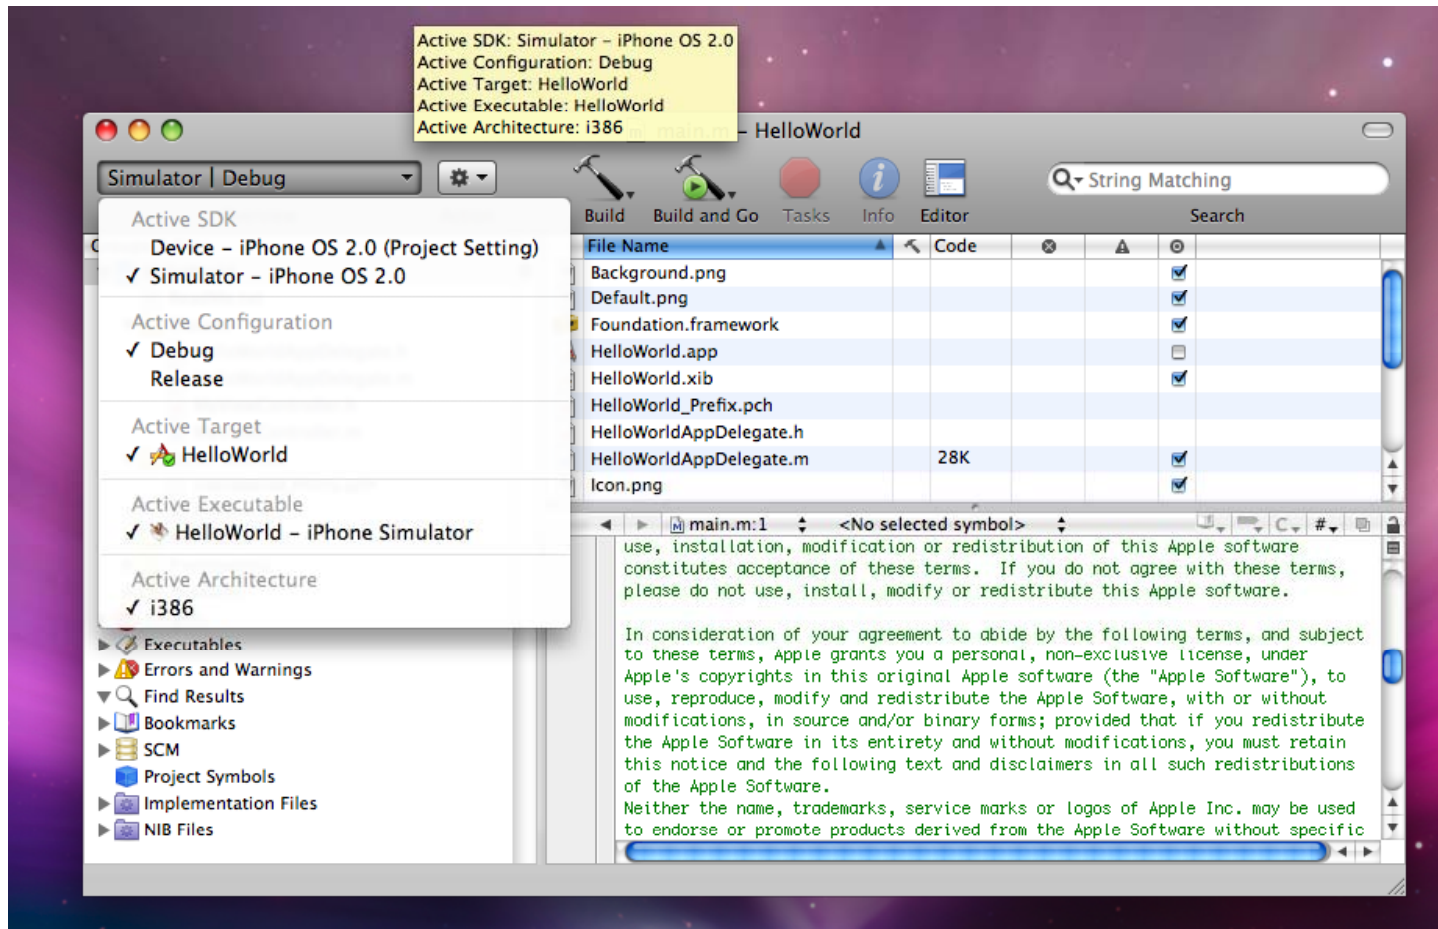 Active SDK: Simulator – iPhone OS 2.0
Active Configuration: Debug
Active Target: HelloWorld
Active Executable: HelloWorld
Active Architecture: i386
main.m – HelloWorld
Simulator | Debug
String Matching
Build
Build and Go
Tasks
Info
Editor
Search
Active SDK
Device – iPhone OS 2.0 (Project Setting)
✓ Simulator – iPhone OS 2.0
Active Configuration
✓ Debug
Release
Active Target
✓ HelloWorld
Active Executable
✓ HelloWorld – iPhone Simulator
Active Architecture
✓ i386
Executables
Errors and Warnings
Find Results
Bookmarks
SCM
Project Symbols
Implementation Files
NIB Files
File Name
Code
Background.png
Default.png
Foundation.framework
HelloWorld.app
HelloWorld.xib
HelloWorld_Prefix.pch
HelloWorldAppDelegate.h
HelloWorldAppDelegate.m 28K
Icon.png
main.m:1 <No selected symbol> C #
use, installation, modification or redistribution of this Apple software
constitutes acceptance of these terms. If you do not agree with these terms,
please do not use, install, modify or redistribute this Apple software.
In consideration of your agreement to abide by the following terms, and subject
to these terms, Apple grants you a personal, non-exclusive license, under
Apple's copyrights in this original Apple software (the "Apple Software"), to
use, reproduce, modify and redistribute the Apple Software, with or without
modifications, in source and/or binary forms; provided that if you redistribute
the Apple Software in its entirety and without modifications, you must retain
this notice and the following text and disclaimers in all such redistributions
of the Apple Software.
Neither the name, trademarks, service marks or logos of Apple Inc. may be used
to endorse or promote products derived from the Apple Software without specific